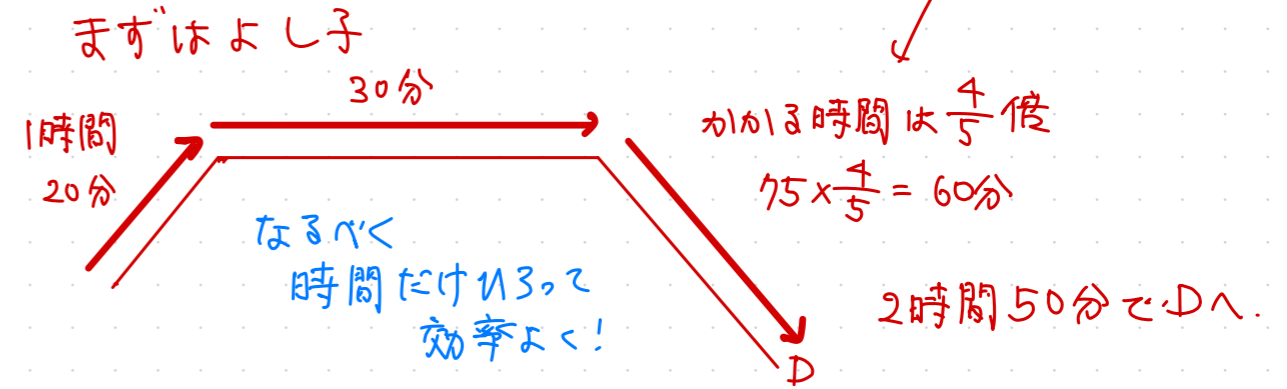 まずはよし子
30分
1時間
20分
かかる時間は4/5倍
75×4/5=60分
なるべく
時間だけひろって
効率よく!
2時間50分でDへ.
D